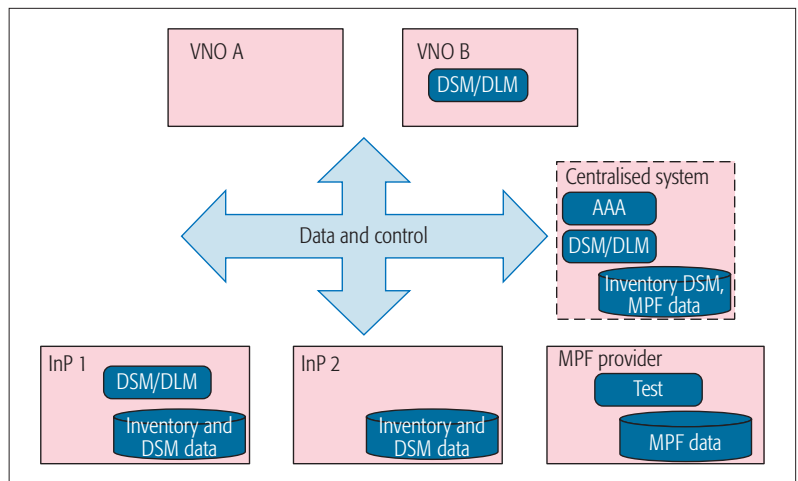 VNO A
VNO B
DSM/DLM
Centralised system
AAA
DSM/DLM
Inventory DSM,
MPF data
Data and control
InP 1
DSM/DLM
Inventory and
DSM data
InP 2
Inventory and
DSM data
MPF provider
Test
MPF data